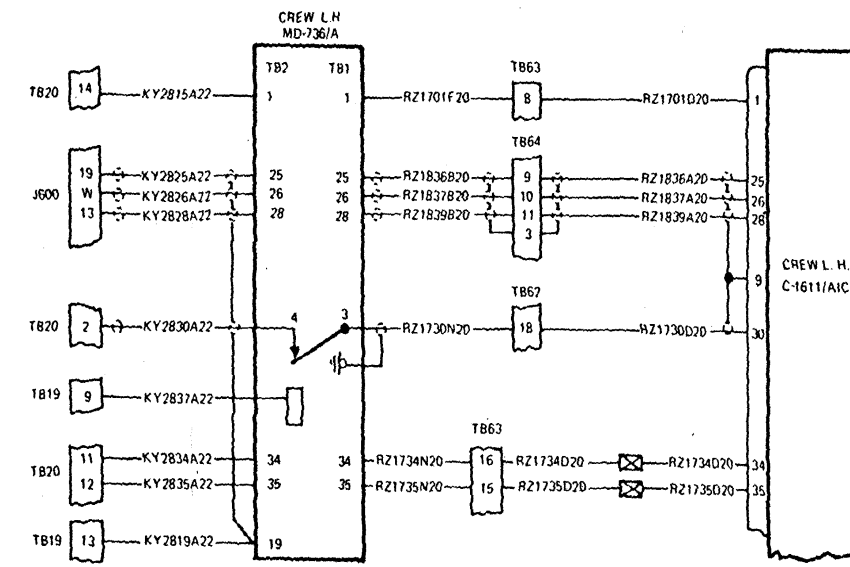 CREW L.H
MD-736/A
TB2 TB1 TB63
TB20 14 KY2815A22 1 1 RZ1701F20 8 RZ1701D20 1
TB64
19 KY2825A22 25 25 RZ1836B20 9 RZ1836A20 25
J600 W KY2826A22 26 26 RZ1837B20 10 RZ1837A20 26
13 KY2828A22 28 28 RZ1839B20 11 RZ1839A20 28
3
CREW L. H.
9
C-1611/AIC
TB67
4 3
TB20 2 KY2830A22 RZ1730N20 18 RZ1730D20 30
TB19 9 KY2837A22
TB63
11 KY2834A22 34 34 RZ1734N20 16 RZ1734D20 RZ1734D20 34
TB20
12 KY2835A22 35 35 RZ1735N20 15 RZ1735D20 RZ1735D20 35
TB19 13 KY2819A22 19